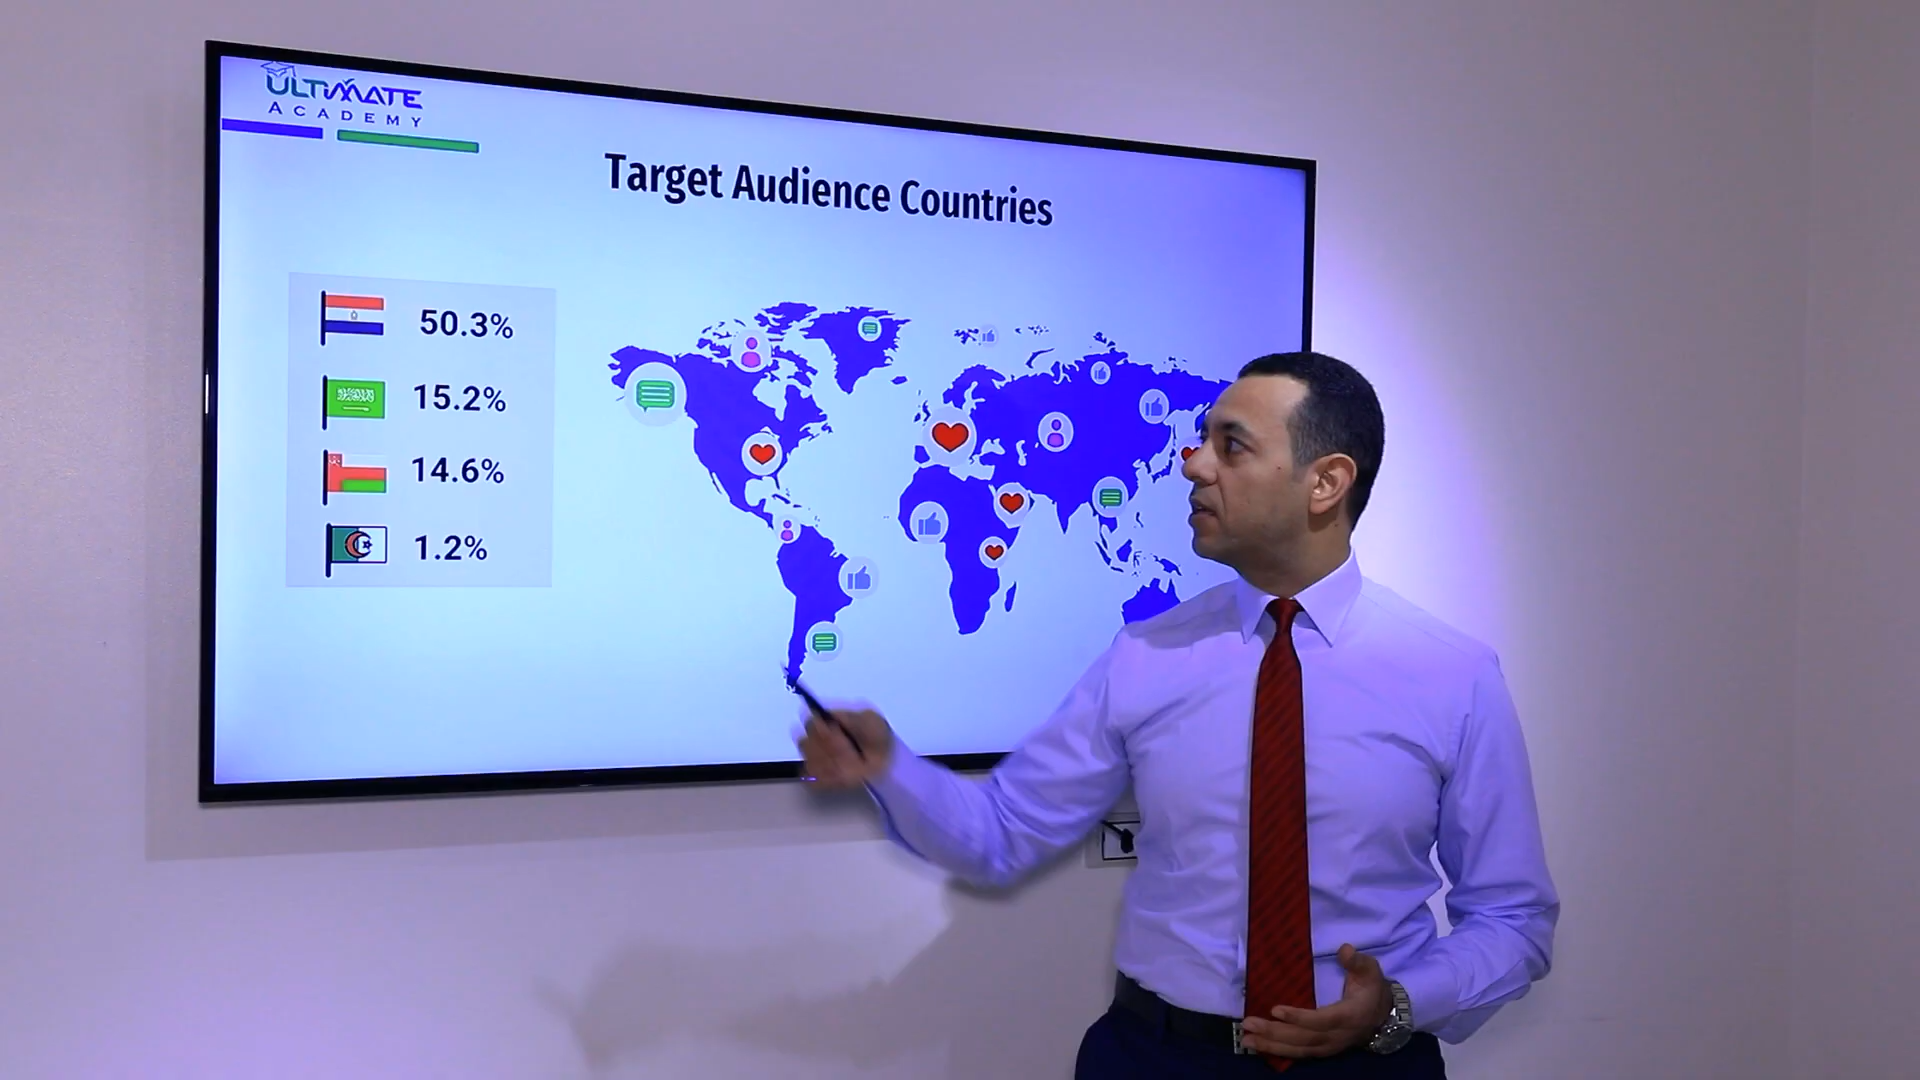 ULTIMATE
ACADEMY
Target Audience Countries
50.3%
15.2%
14.6%
1.2%